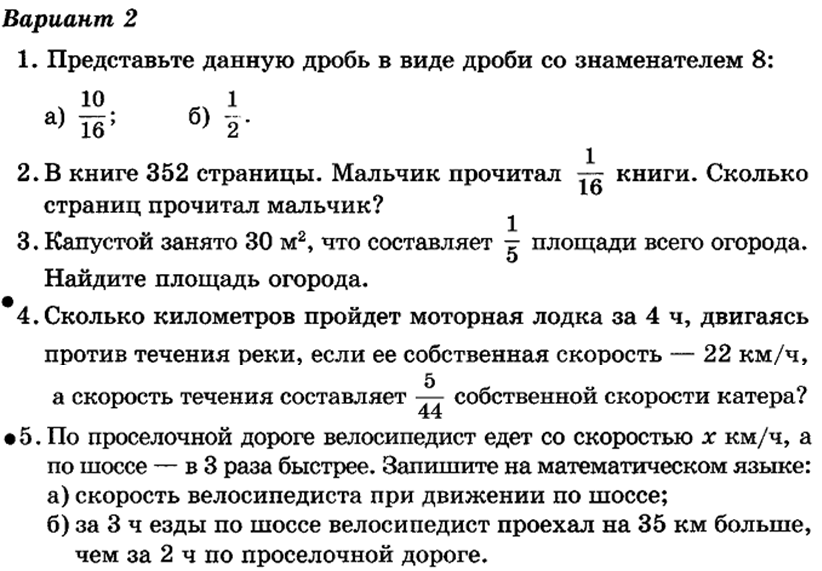 Вариант 2
1. Представьте данную дробь в виде дроби со знаменателем 8:
а) 10/16; б) 1/2.
2. В книге 352 страницы. Мальчик прочитал 1/16 книги. Сколько
страниц прочитал мальчик?
3. Капустой занято 30 м², что составляет 1/5 площади всего огорода.
Найдите площадь огорода.
• 4. Сколько километров пройдет моторная лодка за 4 ч, двигаясь
против течения реки, если ее собственная скорость — 22 км/ч,
а скорость течения составляет 5/44 собственной скорости катера?
• 5. По проселочной дороге велосипедист едет со скоростью x км/ч, а
по шоссе — в 3 раза быстрее. Запишите на математическом языке:
а) скорость велосипедиста при движении по шоссе;
б) за 3 ч езды по шоссе велосипедист проехал на 35 км больше,
чем за 2 ч по проселочной дороге.